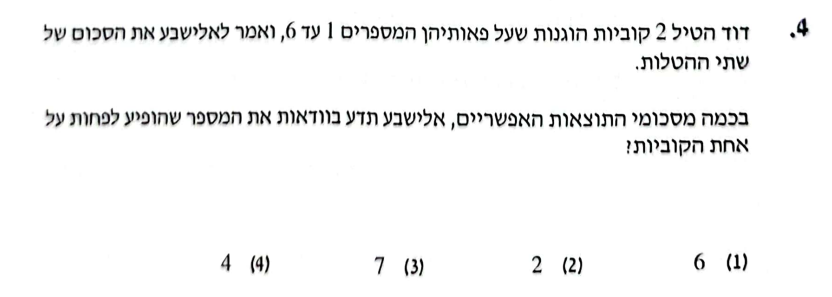 4. דוד הטיל 2 קוביות הוגנות שעל פאותיהן המספרים 1 עד 6, ואמר לאלישבע את הסכום של
שתי ההטלות.
בכמה מסכומי התוצאות האפשריים, אלישבע תדע בוודאות את המספר שהופיע לפחות על
אחת הקוביות?
(1) 6 (2) 2 (3) 7 (4) 4